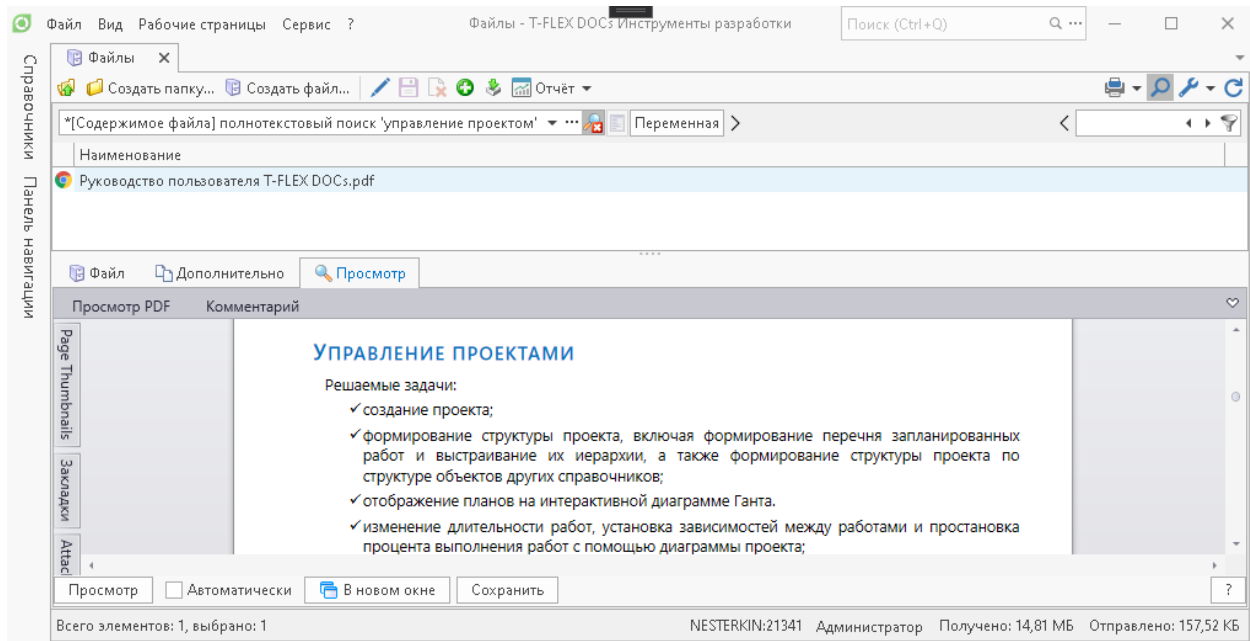 Файл Вид Рабочие страницы Сервис ? Файлы - T-FLEX DOCs Инструменты разработки Поиск (Ctrl+Q)
Справочники
Панель навигации
Файлы
Создать папку... Создать файл... Отчёт
*[Содержимое файла] полнотекстовый поиск 'управление проектом' Переменная
Наименование
Руководство пользователя T-FLEX DOCs.pdf
Файл Дополнительно Просмотр
Просмотр PDF Комментарий
Page Thumbnails
Закладки
УПРАВЛЕНИЕ ПРОЕКТАМИ
Решаемые задачи:
✓ создание проекта;
✓ формирование структуры проекта, включая формирование перечня запланированных
работ и выстраивание их иерархии, а также формирование структуры проекта по
структуре объектов других справочников;
✓ отображение планов на интерактивной диаграмме Ганта.
✓ изменение длительности работ, установка зависимостей между работами и простановка
процента выполнения работ с помощью диаграммы проекта;
Просмотр Автоматически В новом окне Сохранить ?
Всего элементов: 1, выбрано: 1 NESTERKIN:21341 Администратор Получено: 14,81 МБ Отправлено: 157,52 КБ